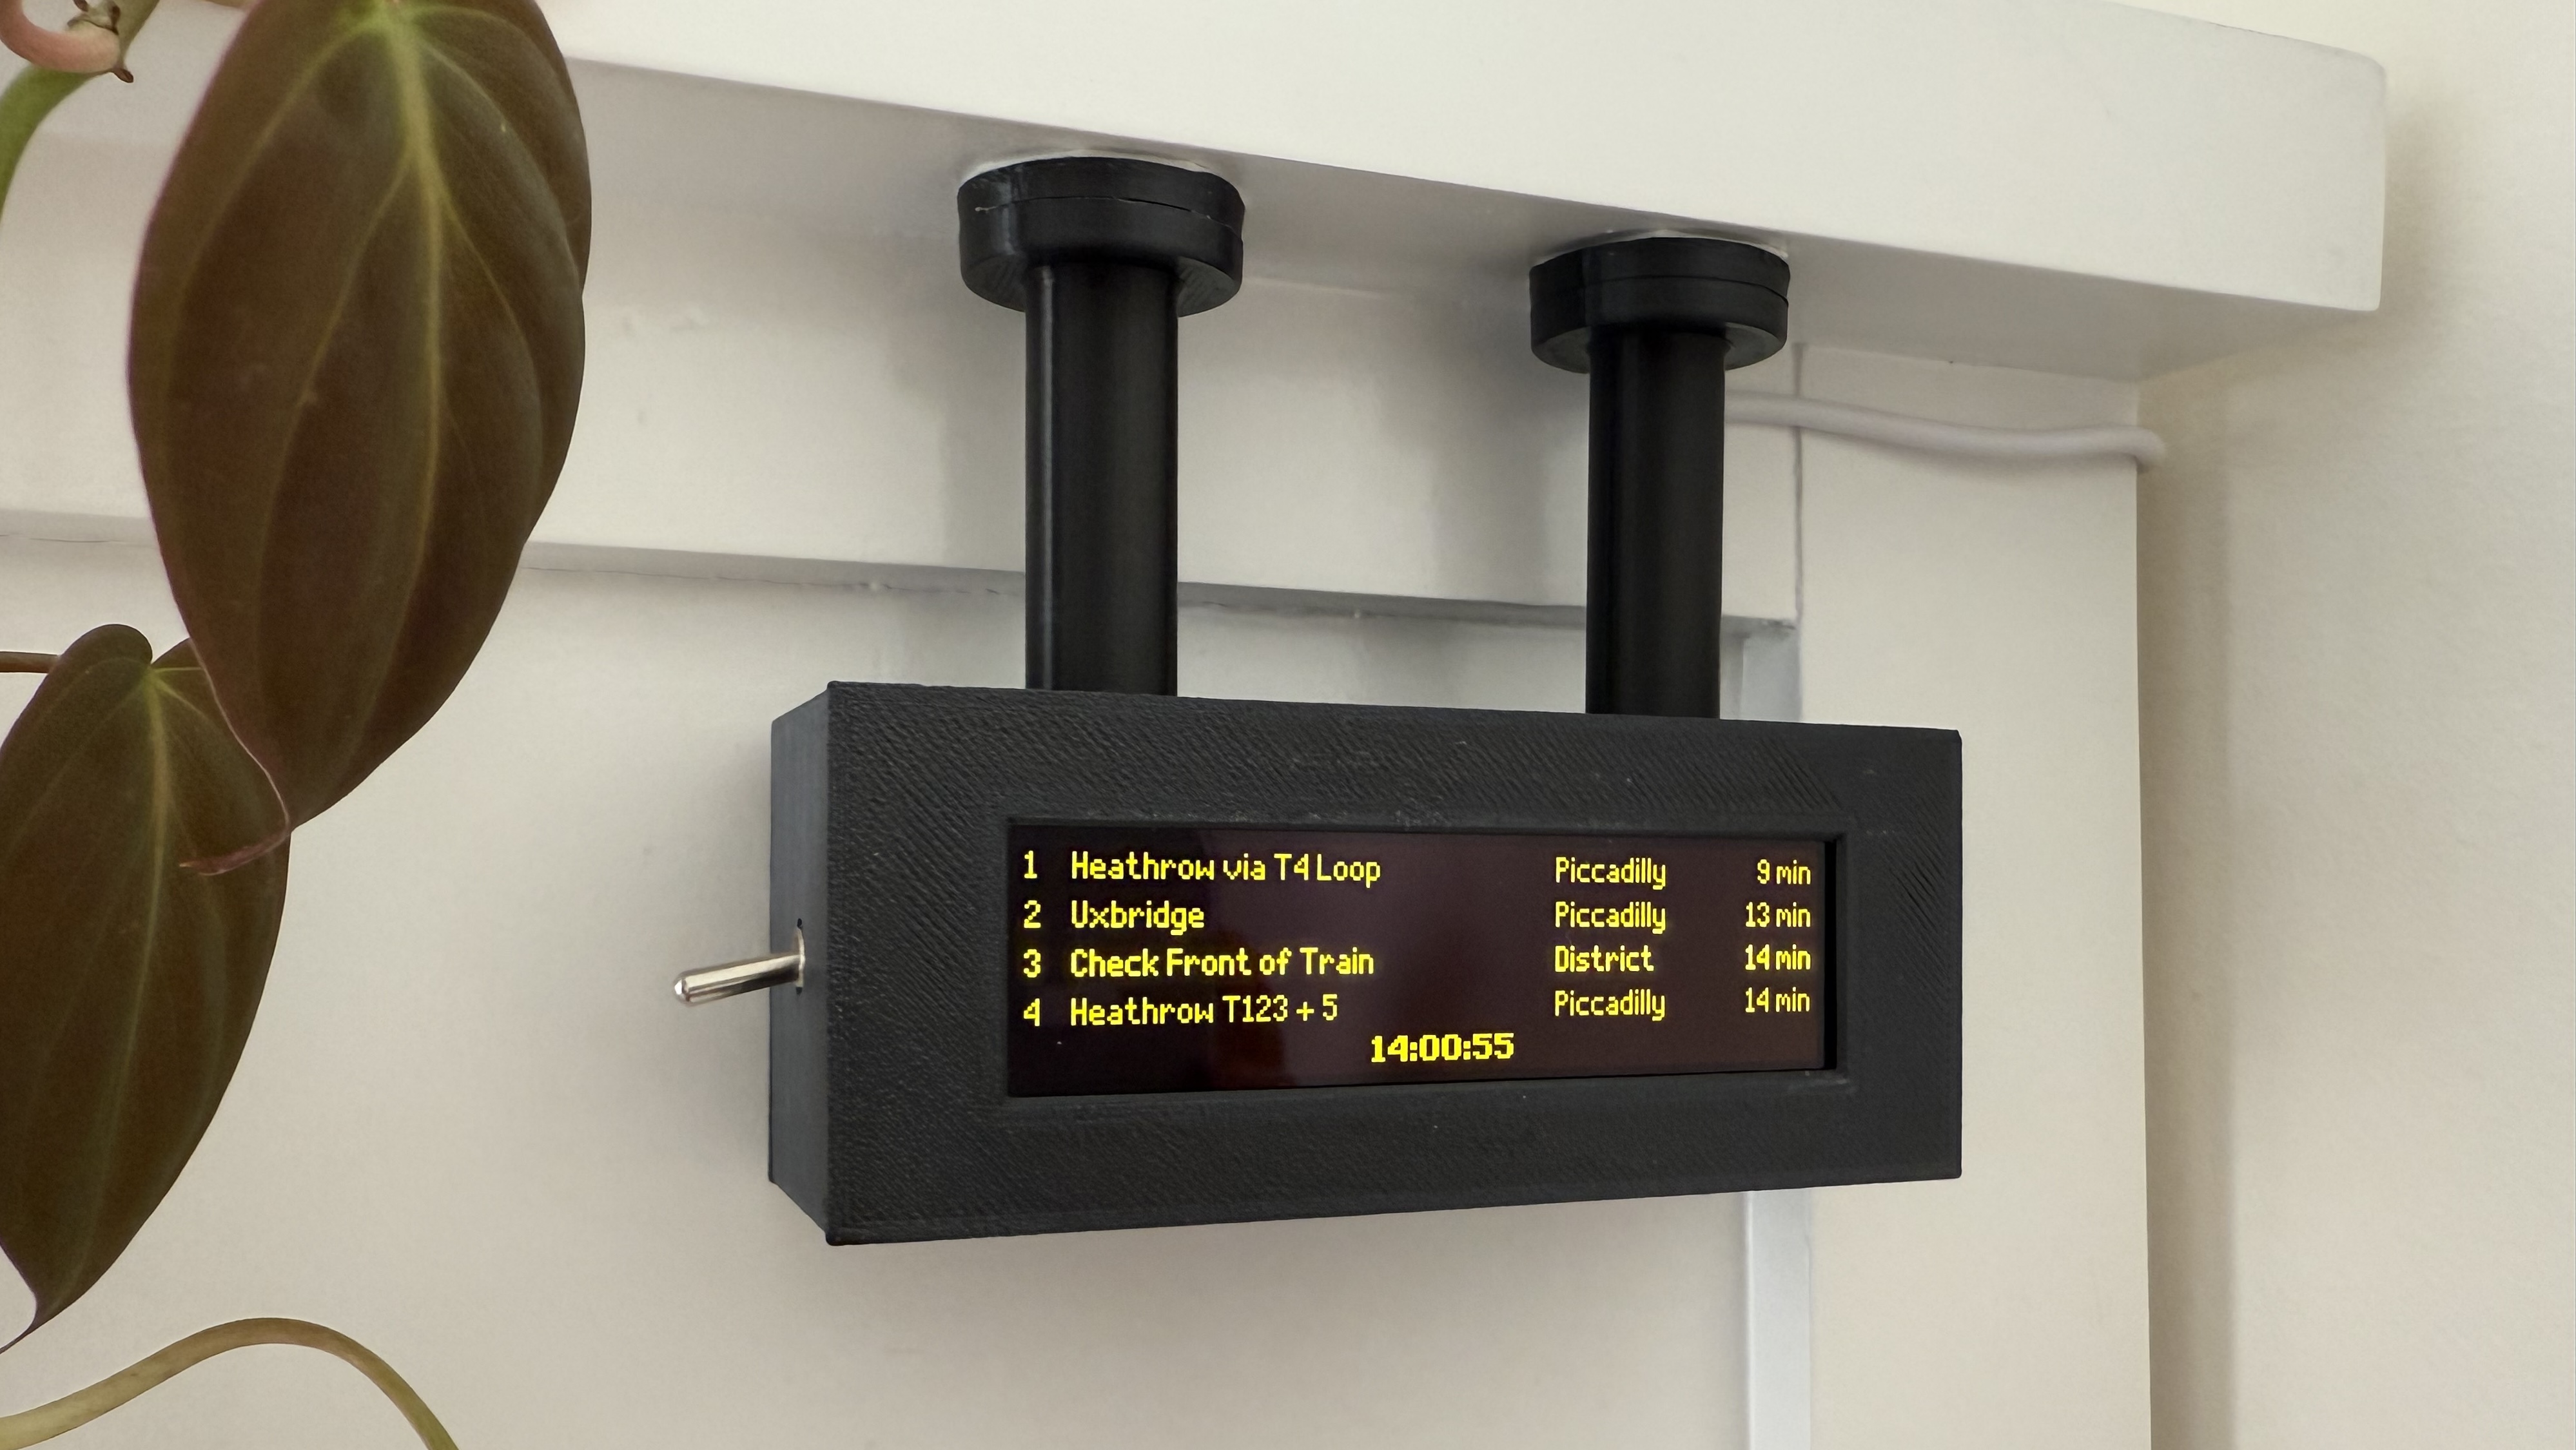 1 Heathrow via T4 Loop Piccadilly 9 min
2 Uxbridge Piccadilly 13 min
3 Check Front of Train District 14 min
4 Heathrow T123 + 5 Piccadilly 14 min
14:00:55